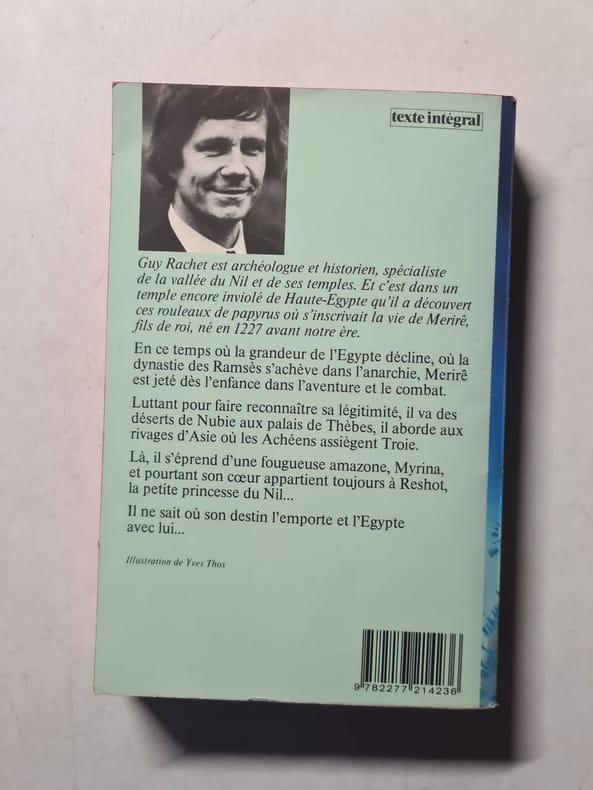 texte intégral
Guy Rachet est archéologue et historien, spécialiste
de la vallée du Nil et de ses temples. Et c'est dans un
temple encore inviolé de Haute-Egypte qu'il a découvert
ces rouleaux de papyrus où s'inscrivait la vie de Merirê,
fils de roi, né en 1227 avant notre ère.
En ce temps où la grandeur de l'Egypte décline, où la
dynastie des Ramsès s'achève dans l'anarchie, Merirê
est jeté dès l'enfance dans l'aventure et le combat.
Luttant pour faire reconnaître sa légitimité, il va des
déserts de Nubie aux palais de Thèbes, il aborde aux
rivages d'Asie où les Achéens assiègent Troie.
Là, il s'éprend d'une fougueuse amazone, Myrina,
et pourtant son cœur appartient toujours à Reshot,
la petite princesse du Nil...
Il ne sait où son destin l'emporte et l'Egypte
avec lui...
Illustration de Yves Thos
9 782277 214236